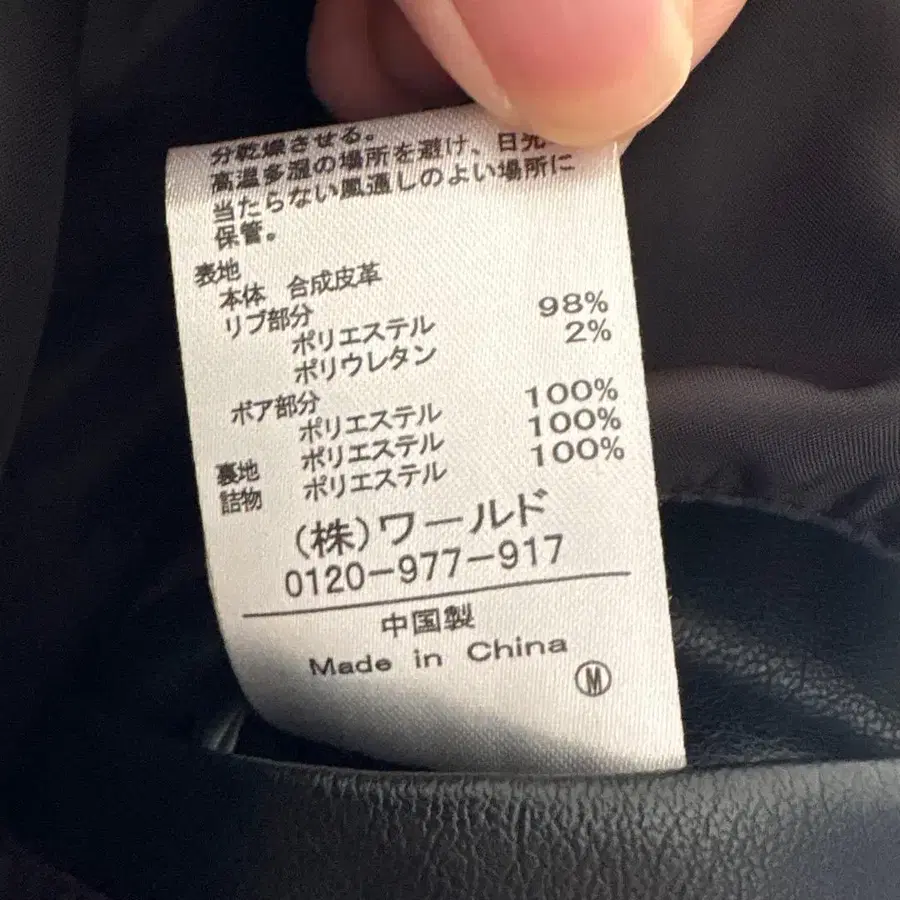 分乾燥させる。
高温多湿の場所を避け、日光
当たらない風通しのよい場所に
保管。
表地
本体 合成皮革
リブ部分
ポリエステル 98%
ポリウレタン 2%
ボア部分
ポリエステル 100%
裏地 ポリエステル 100%
詰物 ポリエステル 100%
(株)ワールド
0120-977-917
中国製
Made in China
M